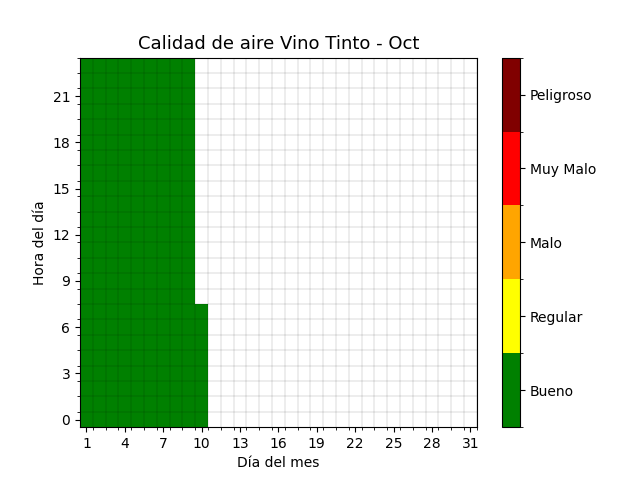 Calidad de aire Vino Tinto - Oct
Hora del día
21
18
15
12
9
6
3
0
1 4 7 10 13 16 19 22 25 28 31
Día del mes
Peligroso
Muy Malo
Malo
Regular
Bueno